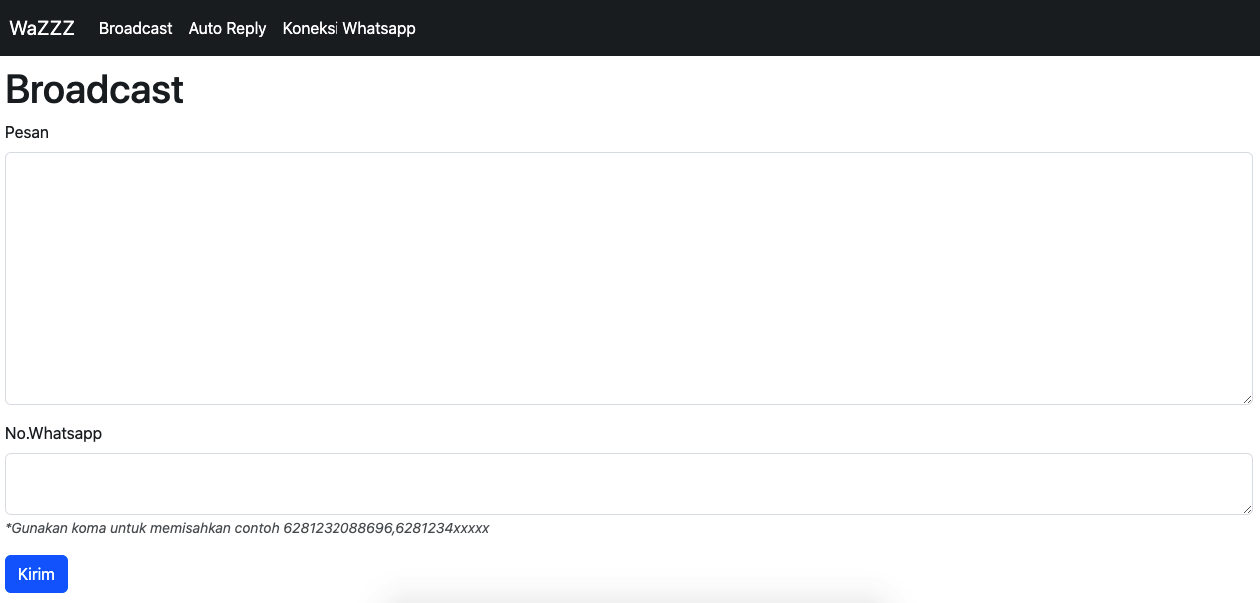 WaZZZ Broadcast Auto Reply Koneksi Whatsapp
Broadcast
Pesan
No.Whatsapp
*Gunakan koma untuk memisahkan contoh 6281232088696,6281234xxxxx
Kirim